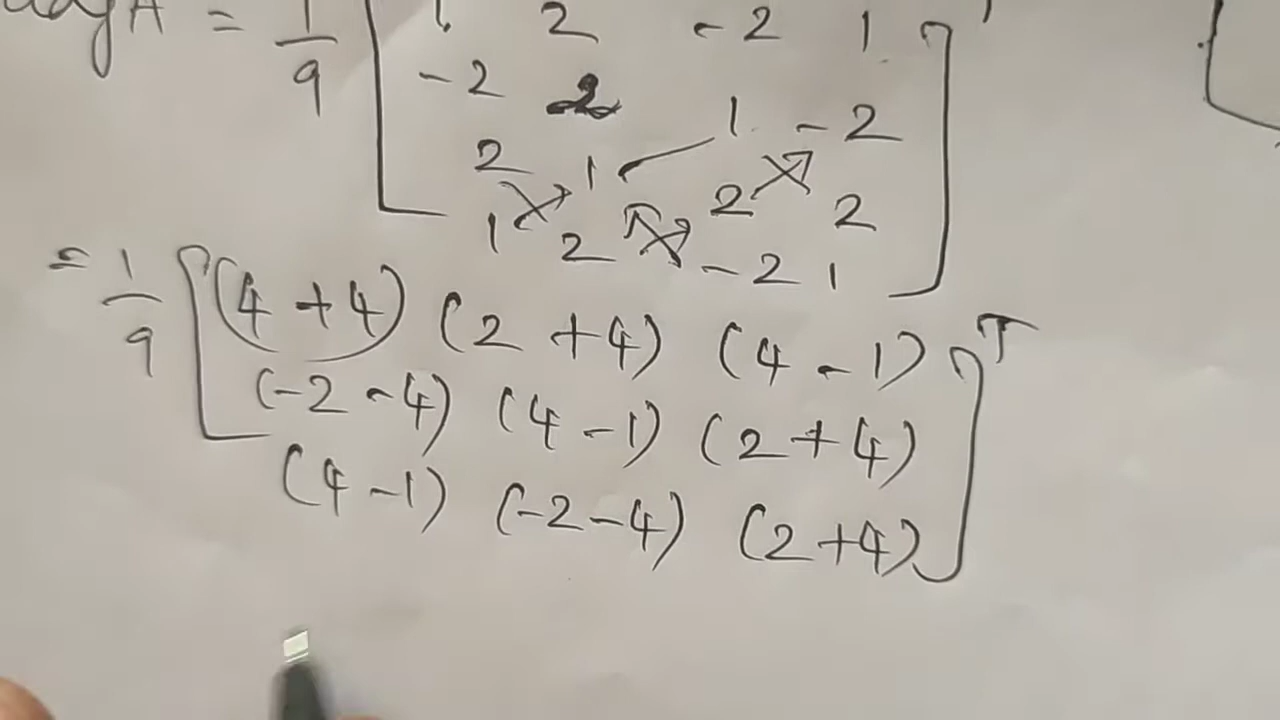 adj A = 1/9 [ 1 2 -2 1 ]
-2 2 1 -2
2 1 2 2
1 2 -2 1
= 1/9 [ (4+4) (2+4) (4-1) ]ᵀ
(-2-4) (4-1) (2+4)
(4-1) (-2-4) (2+4)